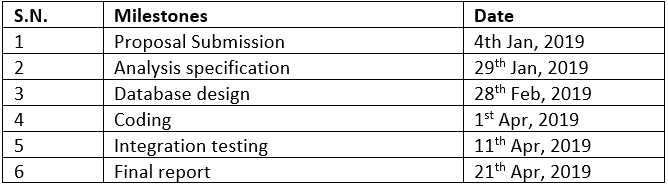 S.N. Milestones Date
1 Proposal Submission 4th Jan, 2019
2 Analysis specification 29th Jan, 2019
3 Database design 28th Feb, 2019
4 Coding 1st Apr, 2019
5 Integration testing 11th Apr, 2019
6 Final report 21th Apr, 2019